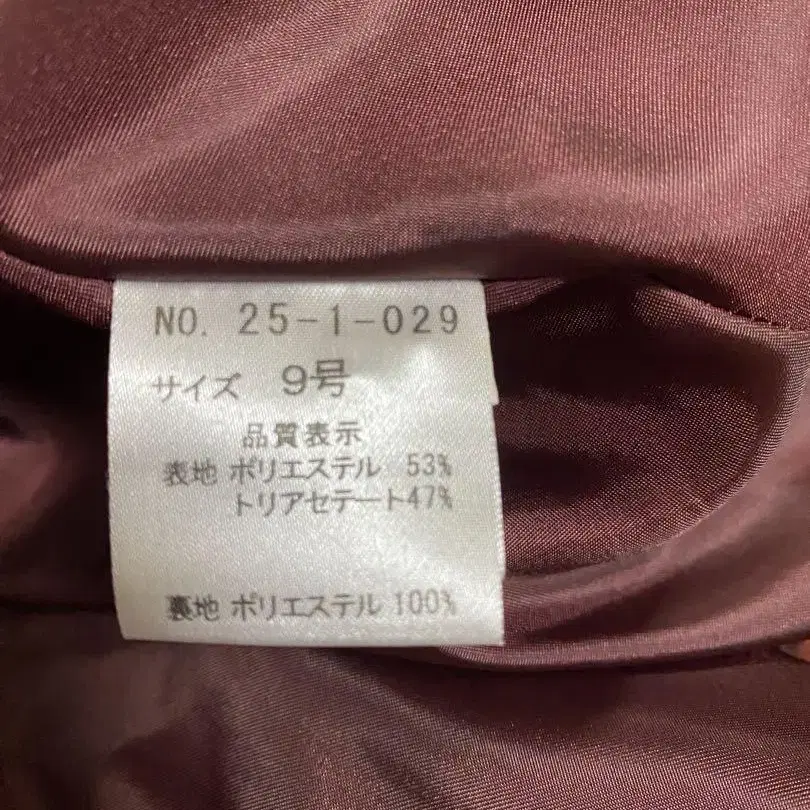 NO. 25-1-029
サイズ 9号
品質表示
表地 ポリエステル 53%
トリアセテート47%
裏地 ポリエステル 100%